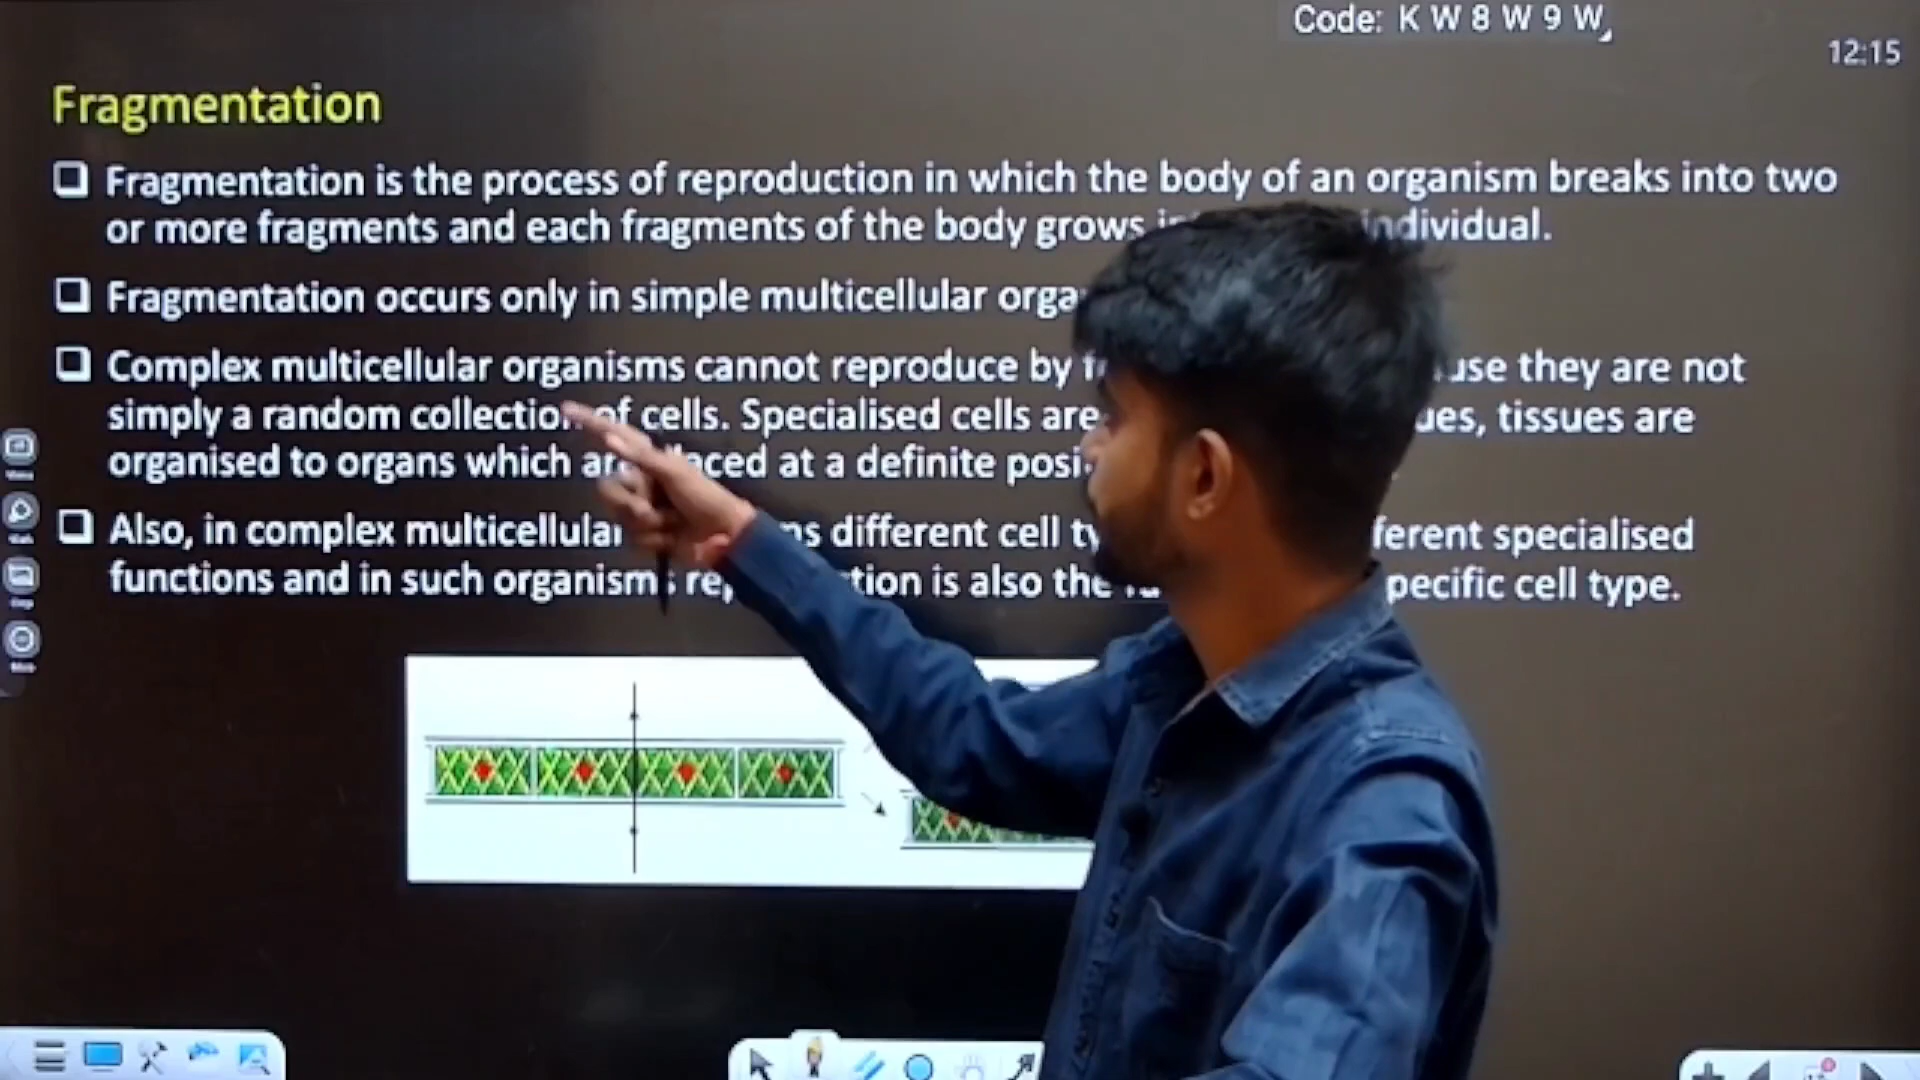 Code: K W 8 W 9 W
12:15
Fragmentation
Fragmentation is the process of reproduction in which the body of an organism breaks into two
or more fragments and each fragments of the body grows individual.
Fragmentation occurs only in simple multicellular
Complex multicellular organisms cannot reproduce by they are not
simply a random collection of cells. Specialised cells are tissues are
organised to organs which are at a definite
Also, in complex multicellular different cell specialised
functions and in such organisms is also the cell type.